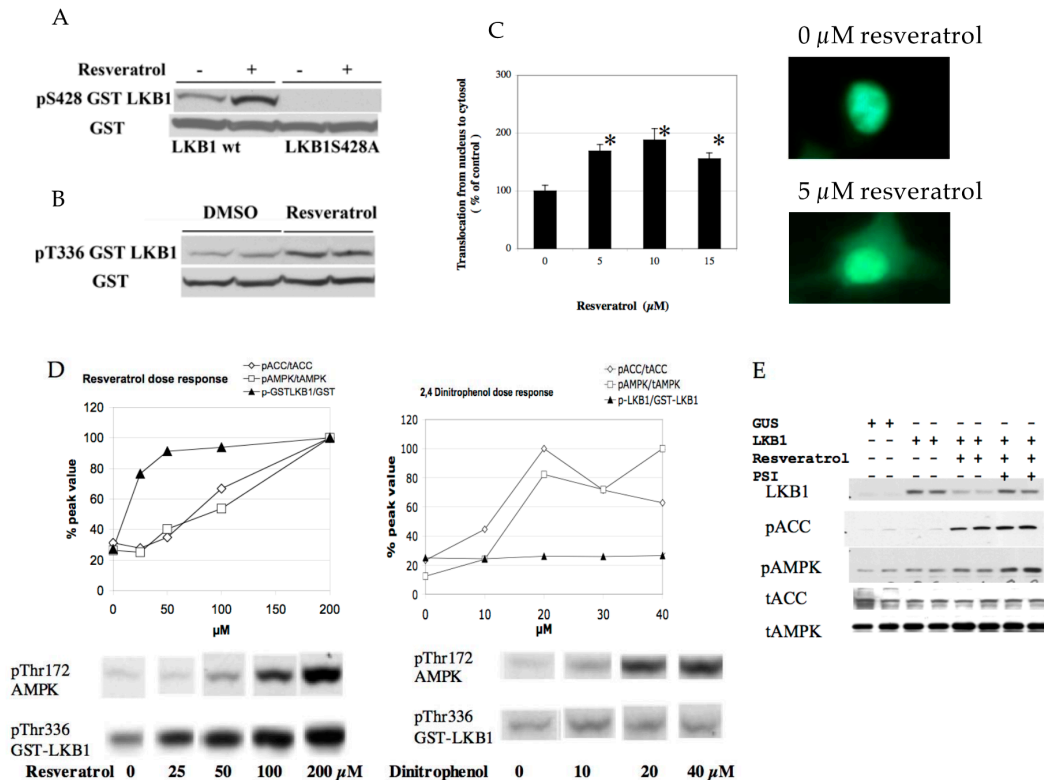 A
Resveratrol - + - +
pS428 GST LKB1
GST
LKB1 wt LKB1S428A
B
DMSO Resveratrol
pT336 GST LKB1
GST
C
Translocation from nucleus to cytosol
( % of control)
300
200
100
0
* * *
0 5 10 15
Resveratrol (µM)
0 µM resveratrol
5 µM resveratrol
D
Resveratrol dose response
pACC/tACC
pAMPK/tAMPK
p-GSTLKB1/GST
% peak value
120
100
80
60
40
20
0
0 50 100 150 200
µM
pThr172
AMPK
pThr336
GST-LKB1
Resveratrol 0 25 50 100 200 µM
2,4 Dinitrophenol dose response
pACC/tACC
pAMPK/tAMPK
p-LKB1/GST-LKB1
% peak value
120
100
80
60
40
20
0
0 10 20 30 40
µM
pThr172
AMPK
pThr336
GST-LKB1
Dinitrophenol 0 10 20 40 µM
E
GUS + + - - - - - -
LKB1 - - + + + + + +
Resveratrol - - - - + + + +
PSI - - - - - - + +
LKB1
pACC
pAMPK
tACC
tAMPK